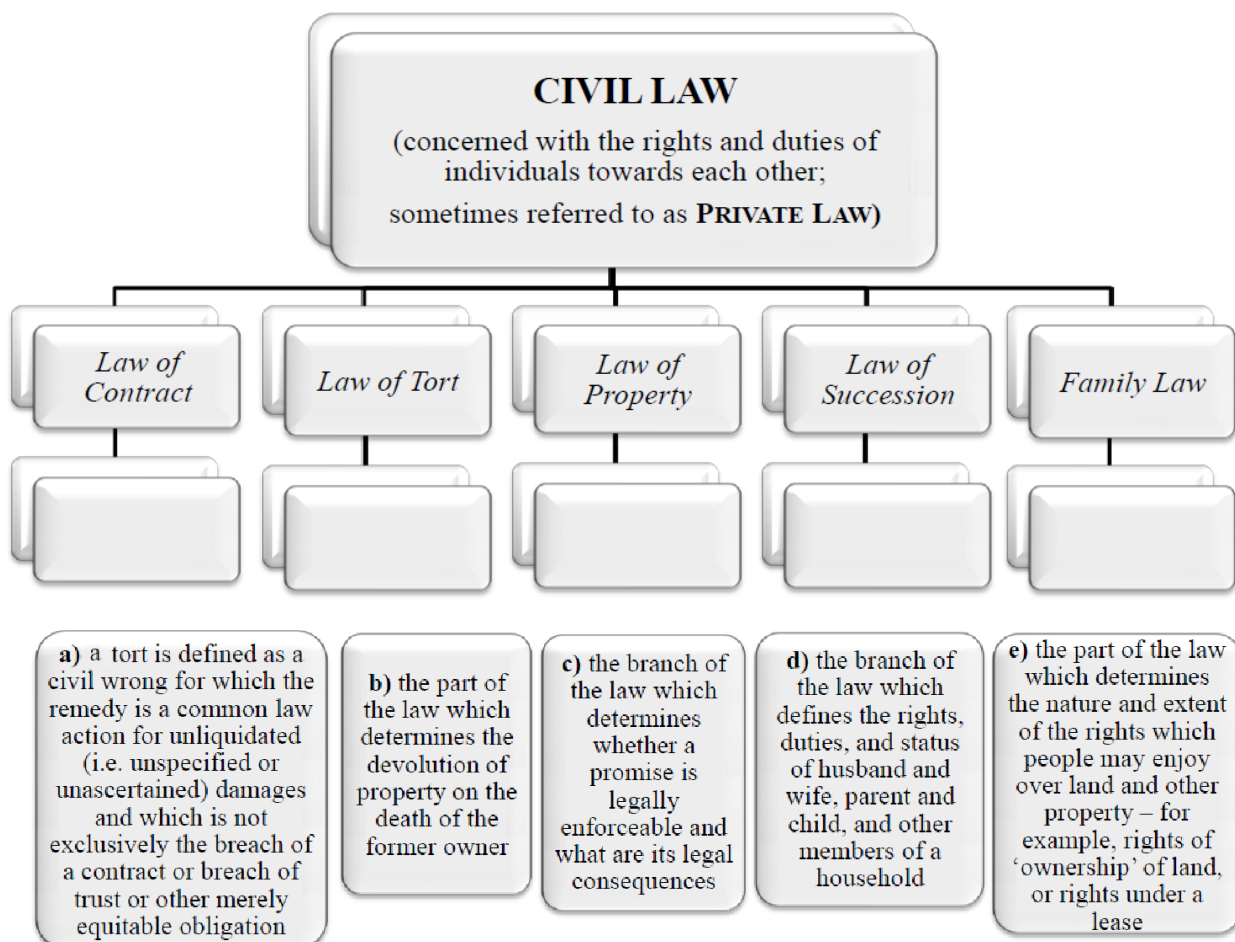 CIVIL LAW
(concerned with the rights and duties of
individuals towards each other;
sometimes referred to as PRIVATE LAW)
Law of
Contract
Law of Tort
Law of
Property
Law of
Succession
Family Law
a) a tort is defined as a
civil wrong for which the
remedy is a common law
action for unliquidated
(i.e. unspecified or
unascertained) damages
and which is not
exclusively the breach of
a contract or breach of
trust or other merely
equitable obligation
b) the part of
the law which
determines the
devolution of
property on the
death of the
former owner
c) the branch of
the law which
determines
whether a
promise is
legally
enforceable and
what are its legal
consequences
d) the branch of
the law which
defines the rights,
duties, and status
of husband and
wife, parent and
child, and other
members of a
household
e) the part of the law
which determines
the nature and extent
of the rights which
people may enjoy
over land and other
property – for
example, rights of
‘ownership’ of land,
or rights under a
lease